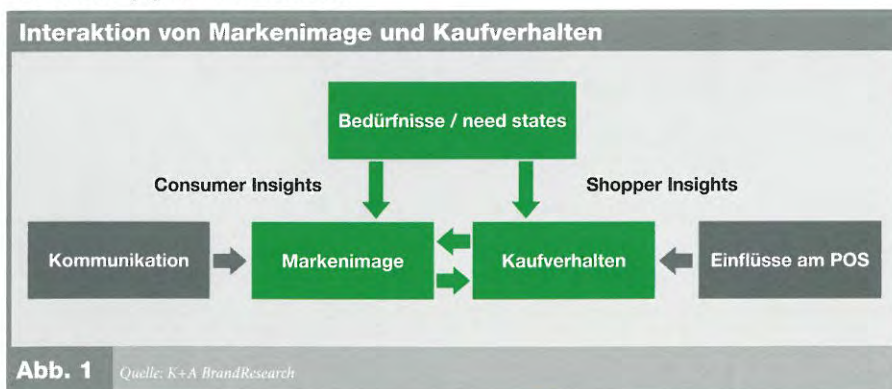 Interaktion von Markenimage und Kaufverhalten
Bedürfnisse / need states
Consumer Insights
Shopper Insights
Kommunikation
Markenimage
Kaufverhalten
Einflüsse am POS
Abb. 1
Quelle: K+A BrandResearch